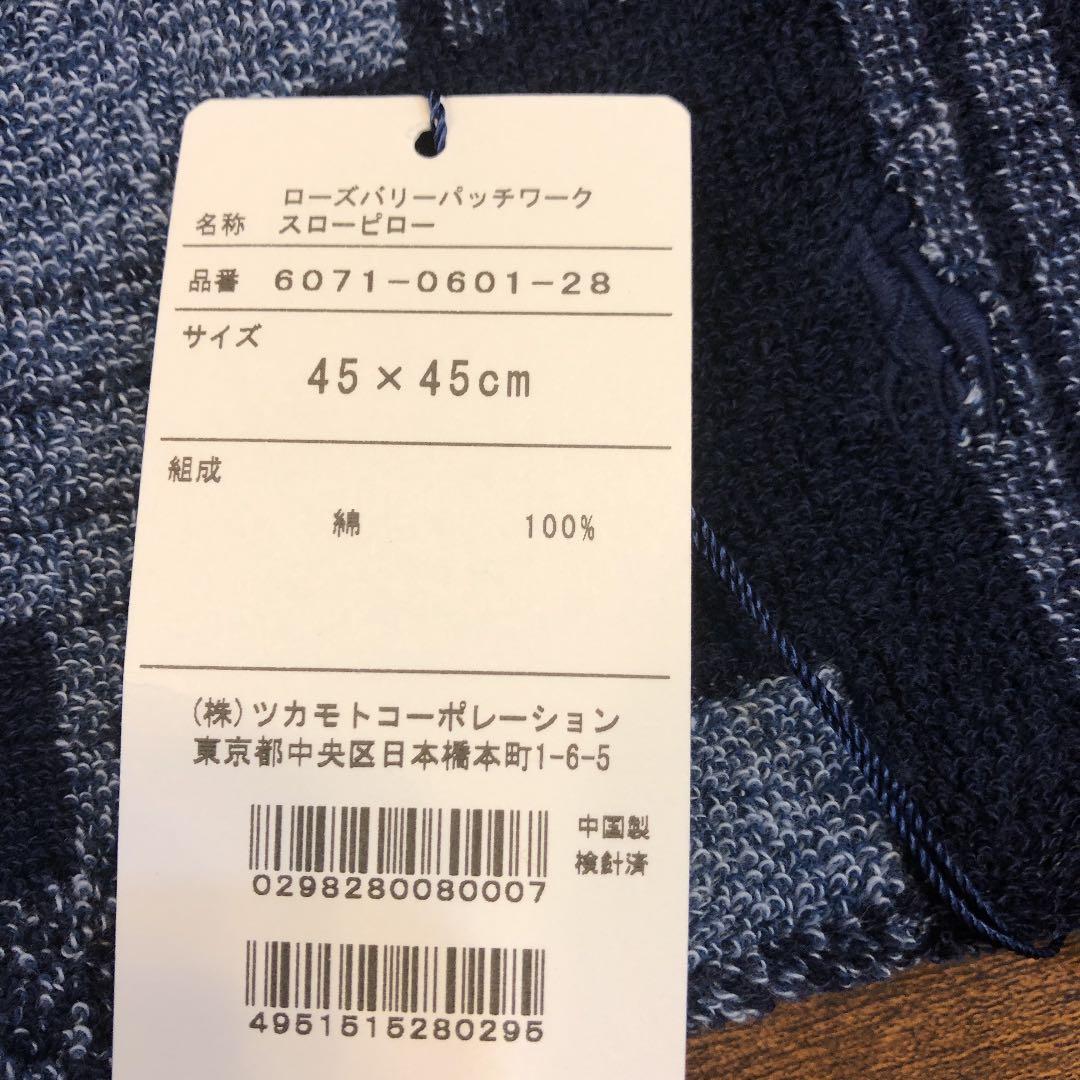 ローズバリーパッチワーク
名称 スローピロー
品番 6071-0601-28
サイズ
45×45cm
組成
綿 100%
(株)ツカモトコーポレーション
東京都中央区日本橋本町1-6-5
中国製
検針済
0298280080007
4951515280295